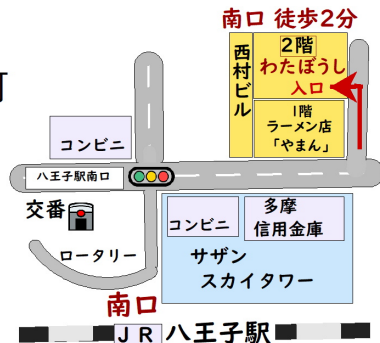 南口 徒歩2分
西村ビル
2階
わたぼうし
入口
1階
ラーメン店
「やまん」
コンビニ
八王子駅南口
交番
ロータリー
コンビニ
多摩
信用金庫
サザン
スカイタワー
南口
JR 八王子駅